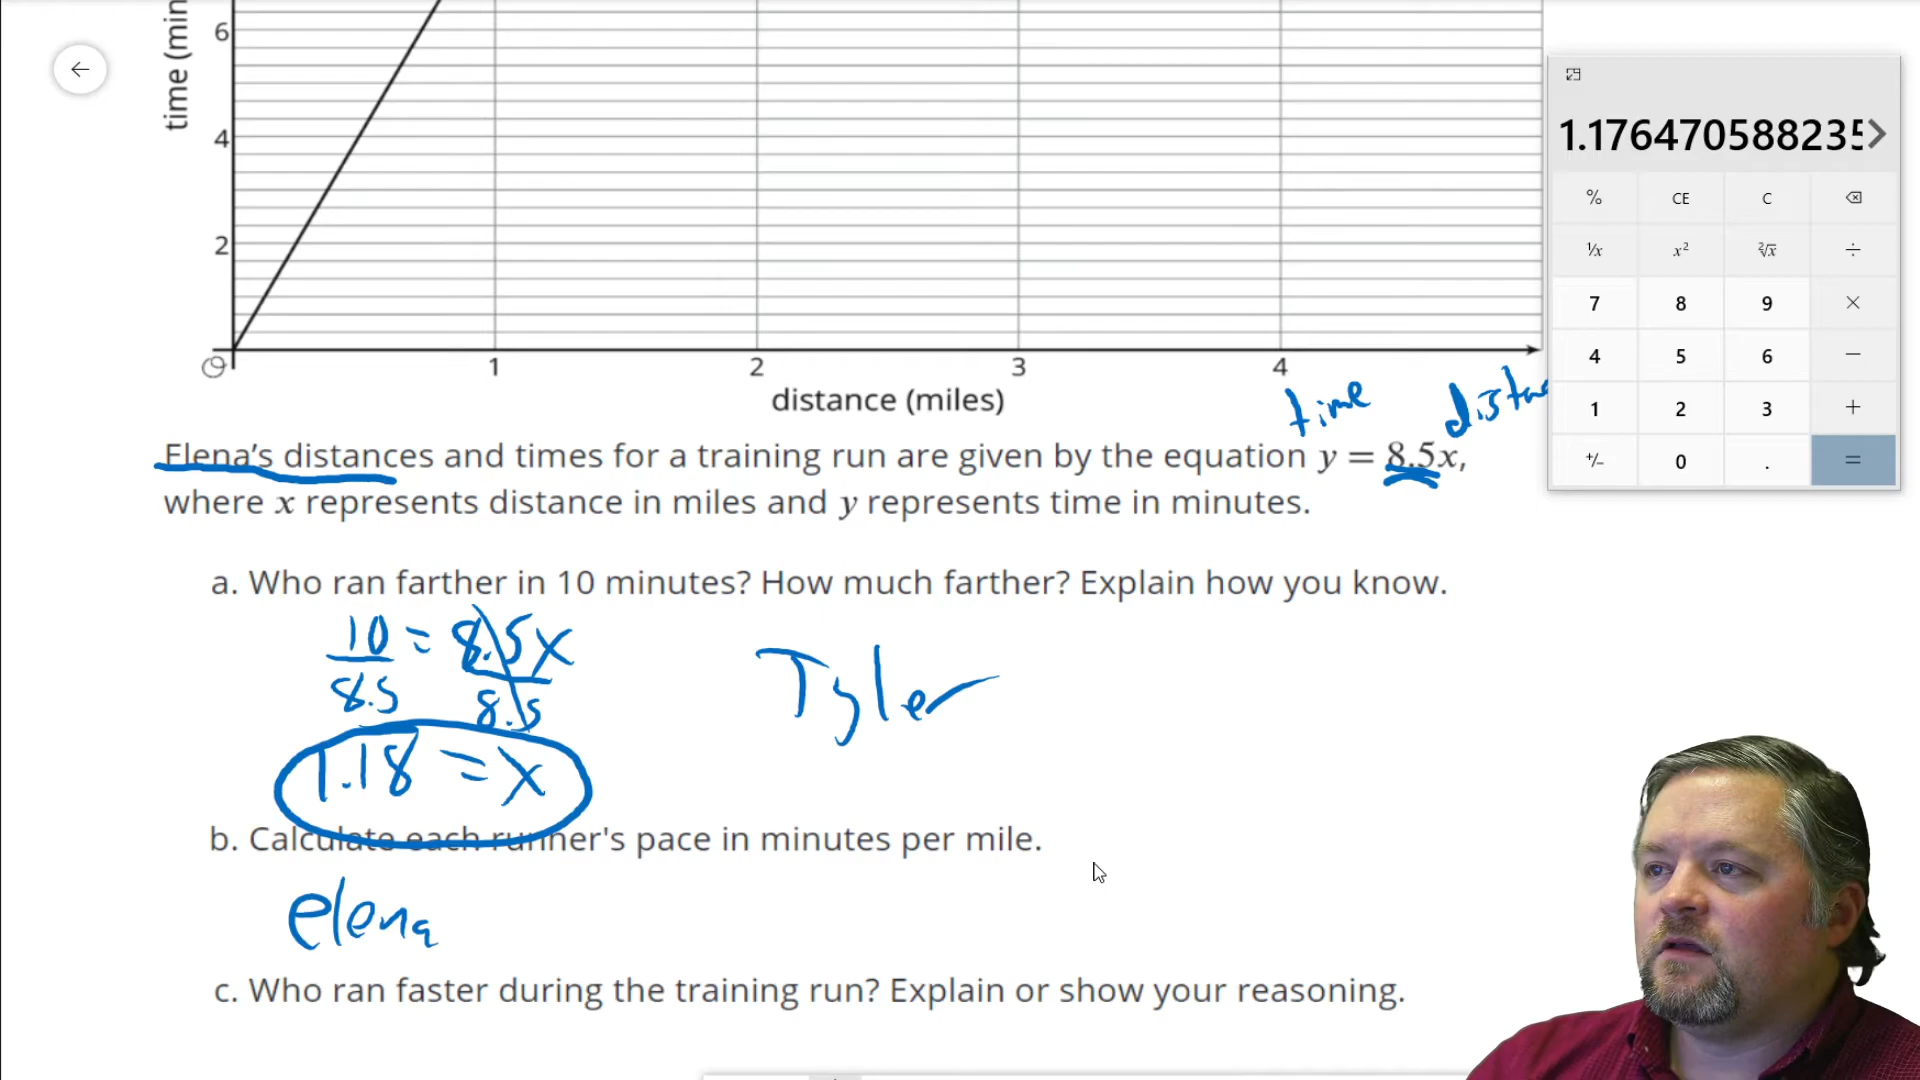 time (min
6
4
2
1
2
3
4
distance (miles)
time
Elena's distances and times for a training run are given by the equation y = 8.5x,
where x represents distance in miles and y represents time in minutes.
a. Who ran farther in 10 minutes? How much farther? Explain how you know.
10 = 8.5x
8.5 8.5
Tyler
1.18 = x
b. Calculate each runner's pace in minutes per mile.
elena
c. Who ran faster during the training run? Explain or show your reasoning.
1.176470588235
% CE C
1/x x² ²√x ÷
7 8 9 ×
4 5 6 −
1 2 3 +
+/− 0 . =